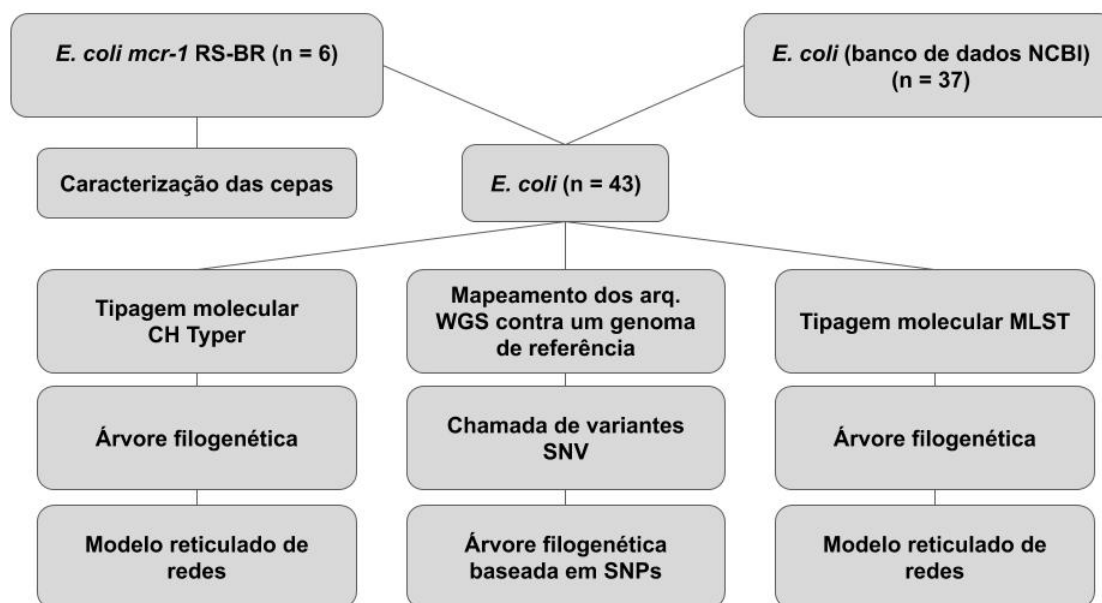 E. coli mcr-1 RS-BR (n = 6)
E. coli (banco de dados NCBI)
(n = 37)
Caracterização das cepas
E. coli (n = 43)
Tipagem molecular
CH Typer
Mapeamento dos arq.
WGS contra um genoma
de referência
Tipagem molecular MLST
Árvore filogenética
Chamada de variantes
SNV
Árvore filogenética
Modelo reticulado de
redes
Árvore filogenética
baseada em SNPs
Modelo reticulado de
redes